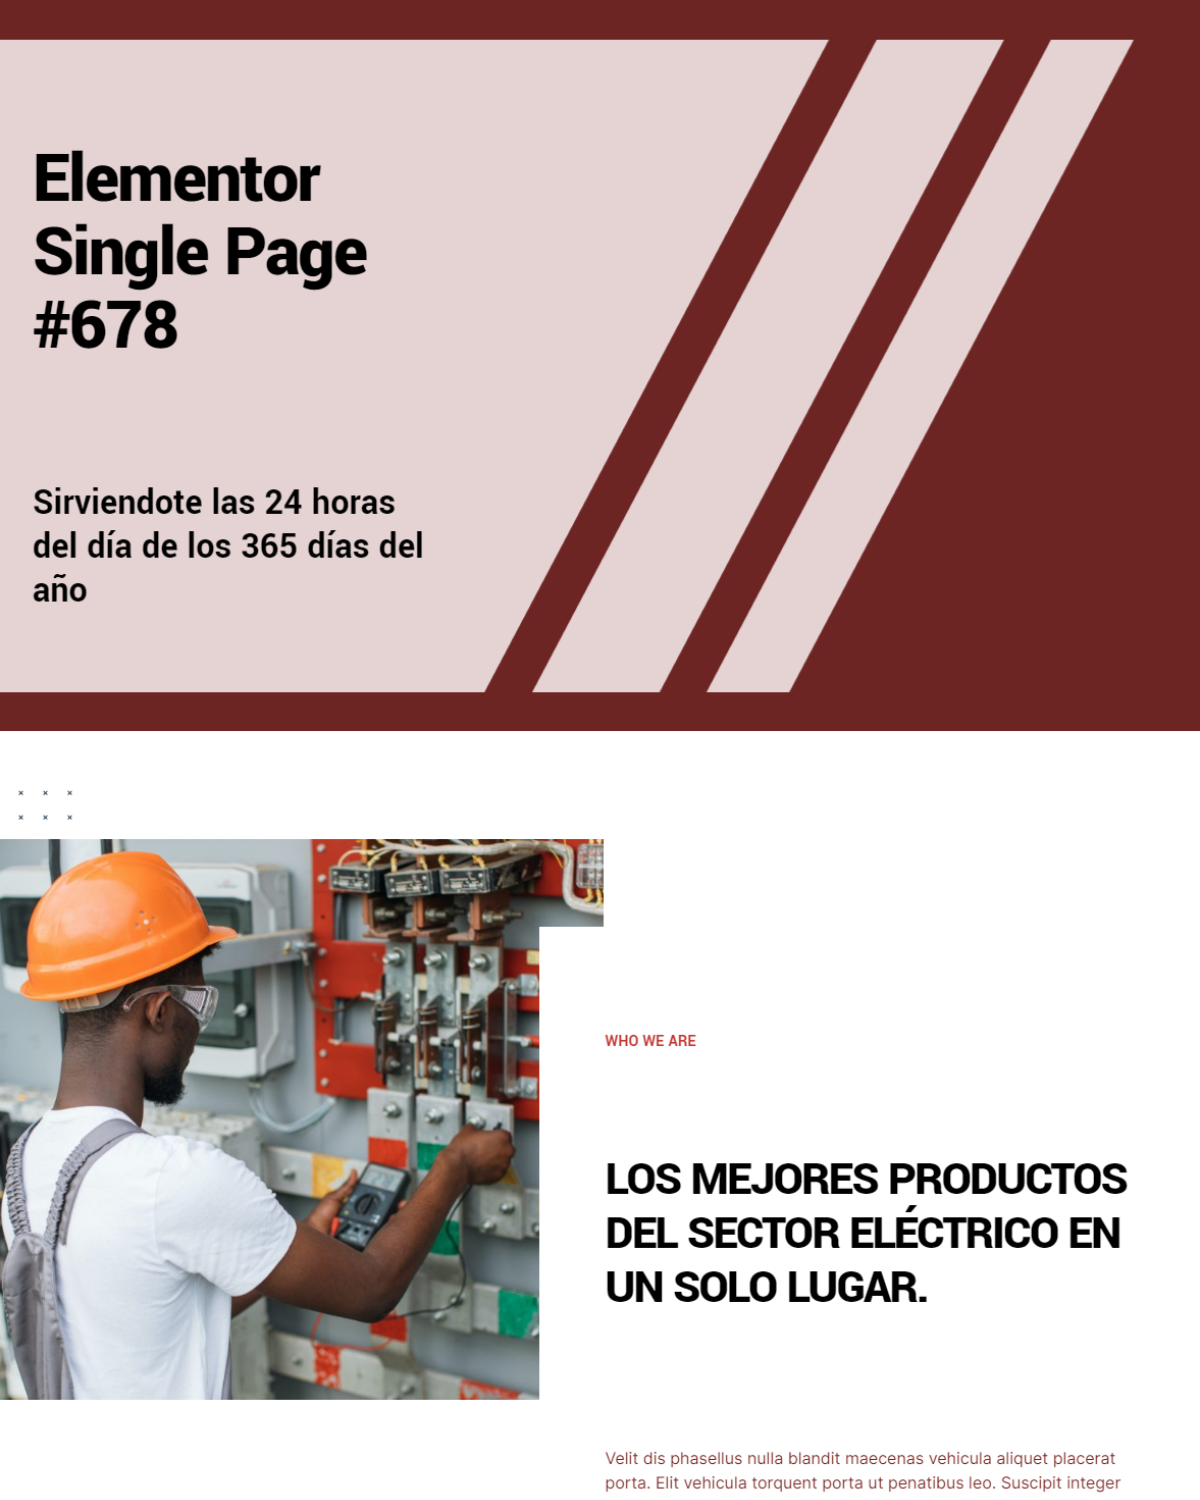 Elementor
Single Page
#678
Sirviendote las 24 horas
del día de los 365 días del
año
WHO WE ARE
LOS MEJORES PRODUCTOS
DEL SECTOR ELÉCTRICO EN
UN SOLO LUGAR.
Velit dis phasellus nulla blandit maecenas vehicula aliquet placerat
porta. Elit vehicula torquent porta ut penatibus leo. Suscipit integer